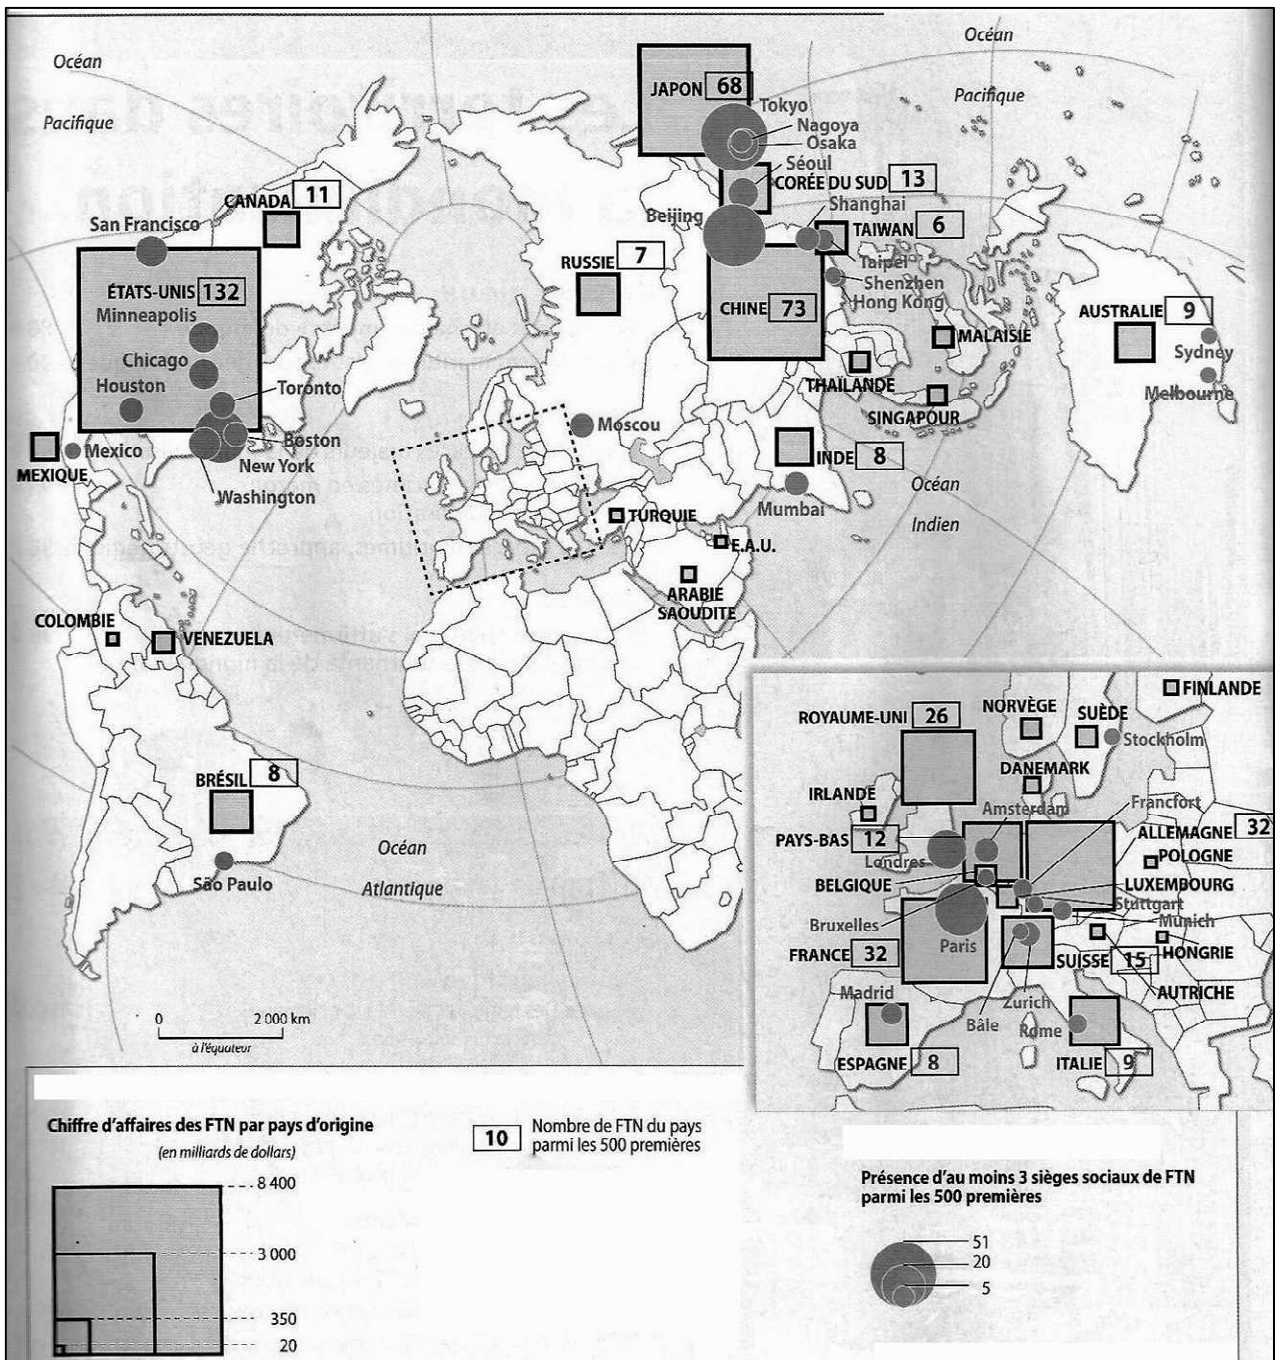 Océan
Pacifique
Océan
Pacifique
JAPON 68
Tokyo
Nagoya
Osaka
Séoul
CORÉE DU SUD 13
Shanghai
Beijing
TAIWAN 6
Taipei
Shenzhen
Hong Kong
CANADA 11
San Francisco
RUSSIE 7
ÉTATS-UNIS 132
Minneapolis
Chicago
Houston
Toronto
Boston
New York
Washington
CHINE 73
MALAISIE
THAÏLANDE
SINGAPOUR
AUSTRALIE 9
Sydney
Melbourne
MEXIQUE
Mexico
Moscou
INDE 8
Mumbai
Océan
Indien
TURQUIE
E.A.U.
ARABIE
SAOUDITE
COLOMBIE
VENEZUELA
BRÉSIL 8
São Paulo
Océan
Atlantique
0 2 000 km
à l'équateur
FINLANDE
NORVÈGE
SUÈDE
Stockholm
ROYAUME-UNI 26
DANEMARK
IRLANDE
Amsterdam
Francfort
PAYS-BAS 12
Londres
ALLEMAGNE 32
POLOGNE
BELGIQUE
LUXEMBOURG
Stuttgart
Bruxelles
Munich
Paris
FRANCE 32
SUISSE 15
HONGRIE
Madrid
Zurich
AUTRICHE
Bâle
Rome
ESPAGNE 8
ITALIE 9
Chiffre d'affaires des FTN par pays d'origine
(en milliards de dollars)
8 400
3 000
350
20
10
Nombre de FTN du pays
parmi les 500 premières
Présence d'au moins 3 sièges sociaux de FTN
parmi les 500 premières
51
20
5